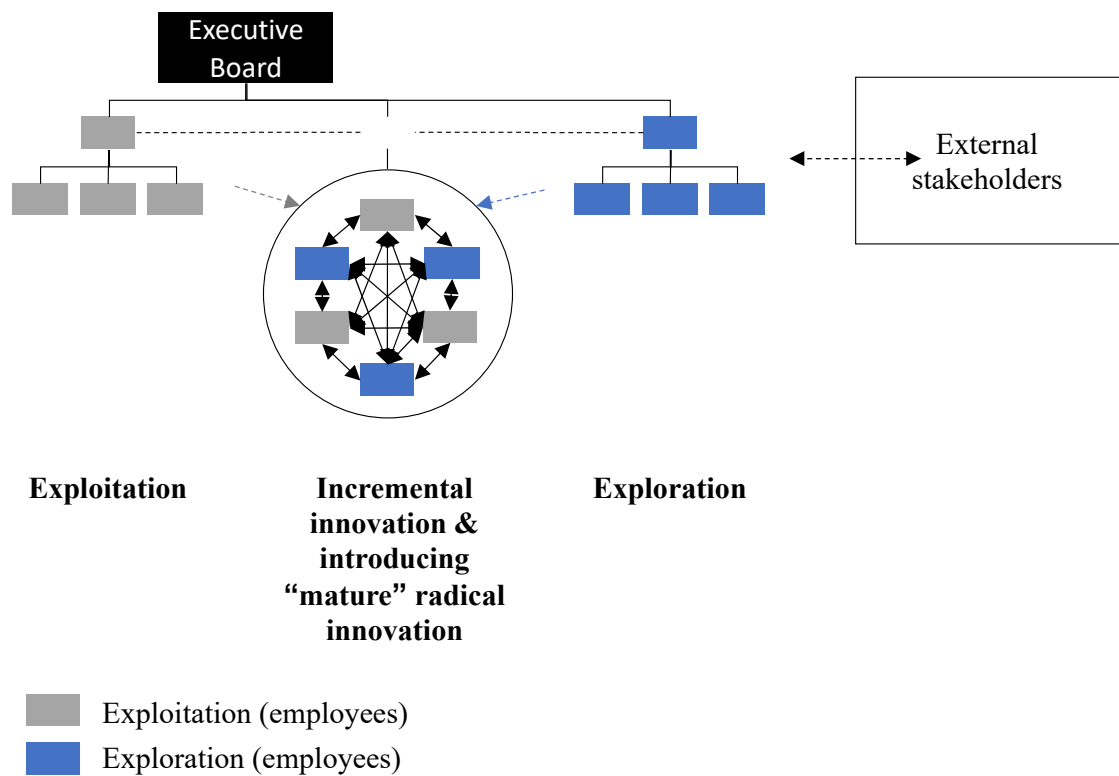 Executive
Board
External
stakeholders
Exploitation
Incremental
innovation &
introducing
“mature” radical
innovation
Exploration
Exploitation (employees)
Exploration (employees)